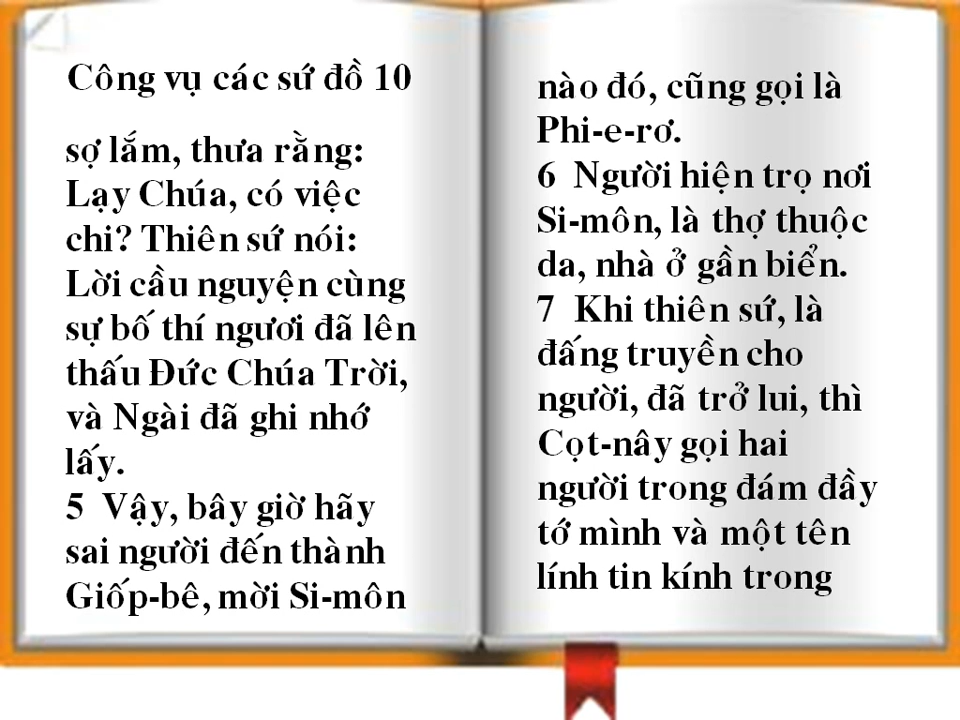 Công vụ các sứ đồ 10
sợ lắm, thưa rằng:
Lạy Chúa, có việc
chi? Thiên sứ nói:
Lời cầu nguyện cùng
sự bố thí ngươi đã lên
thấu Đức Chúa Trời,
và Ngài đã ghi nhớ
lấy.
5 Vậy, bây giờ hãy
sai người đến thành
Giốp-bê, mời Si-môn
nào đó, cũng gọi là
Phi-e-rơ.
6 Người hiện trọ nơi
Si-môn, là thợ thuộc
da, nhà ở gần biển.
7 Khi thiên sứ, là
đấng truyền cho
người, đã trở lui, thì
Cọt-nây gọi hai
người trong đám đầy
tớ mình và một tên
lính tin kính trong